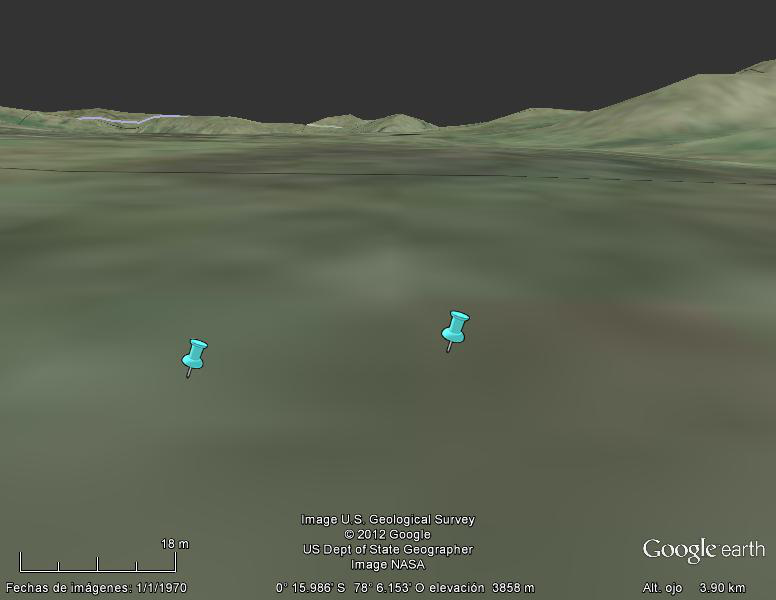 18 m
Image U.S. Geological Survey
© 2012 Google
US Dept of State Geographer
Image NASA
Google earth
Fechas de imágenes: 1/1/1970 0° 15.986' S 78° 6.153' O elevación 3858 m Alt. ojo 3.90 km